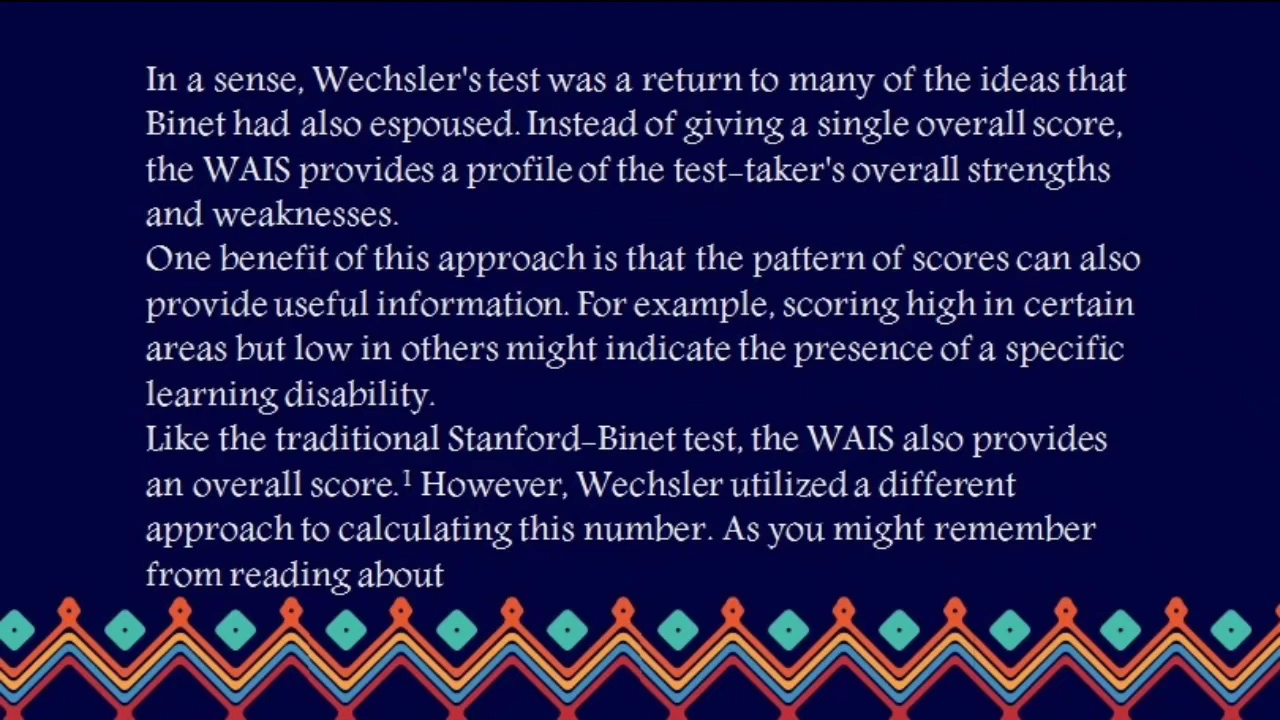 In a sense, Wechsler's test was a return to many of the ideas that
Binet had also espoused. Instead of giving a single overall score,
the WAIS provides a profile of the test-taker's overall strengths
and weaknesses.
One benefit of this approach is that the pattern of scores can also
provide useful information. For example, scoring high in certain
areas but low in others might indicate the presence of a specific
learning disability.
Like the traditional Stanford-Binet test, the WAIS also provides
an overall score.¹ However, Wechsler utilized a different
approach to calculating this number. As you might remember
from reading about